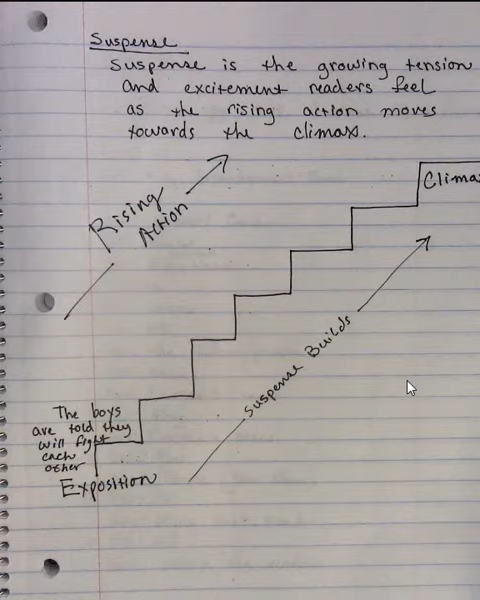 Suspense
Suspense is the growing tension
and excitement readers feel
as the rising action moves
towards the climax.
Rising
Action
Climax
Suspense Builds
The boys
are told they
will fight
each
other
Exposition